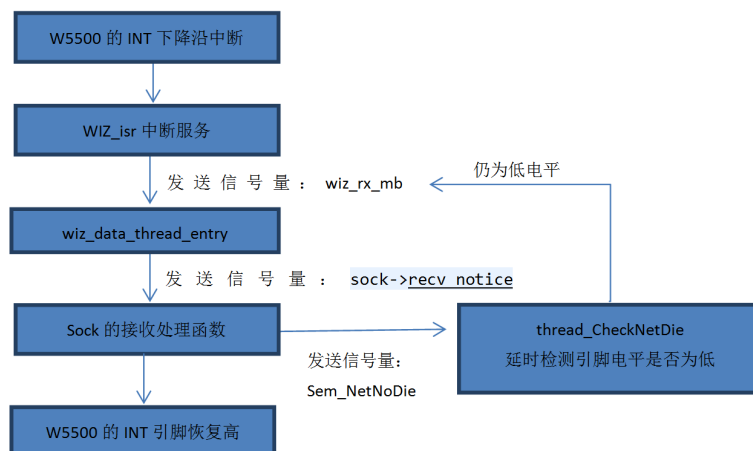 W5500 的 INT 下降沿中断
WIZ_isr 中断服务
发送信号量： wiz_rx_mb
仍为低电平
wiz_data_thread_entry
发送信号量： sock->recv_notice
Sock 的接收处理函数
thread_CheckNetDie
延时检测引脚电平是否为低
发送信号量：
Sem_NetNoDie
W5500 的 INT 引脚恢复高